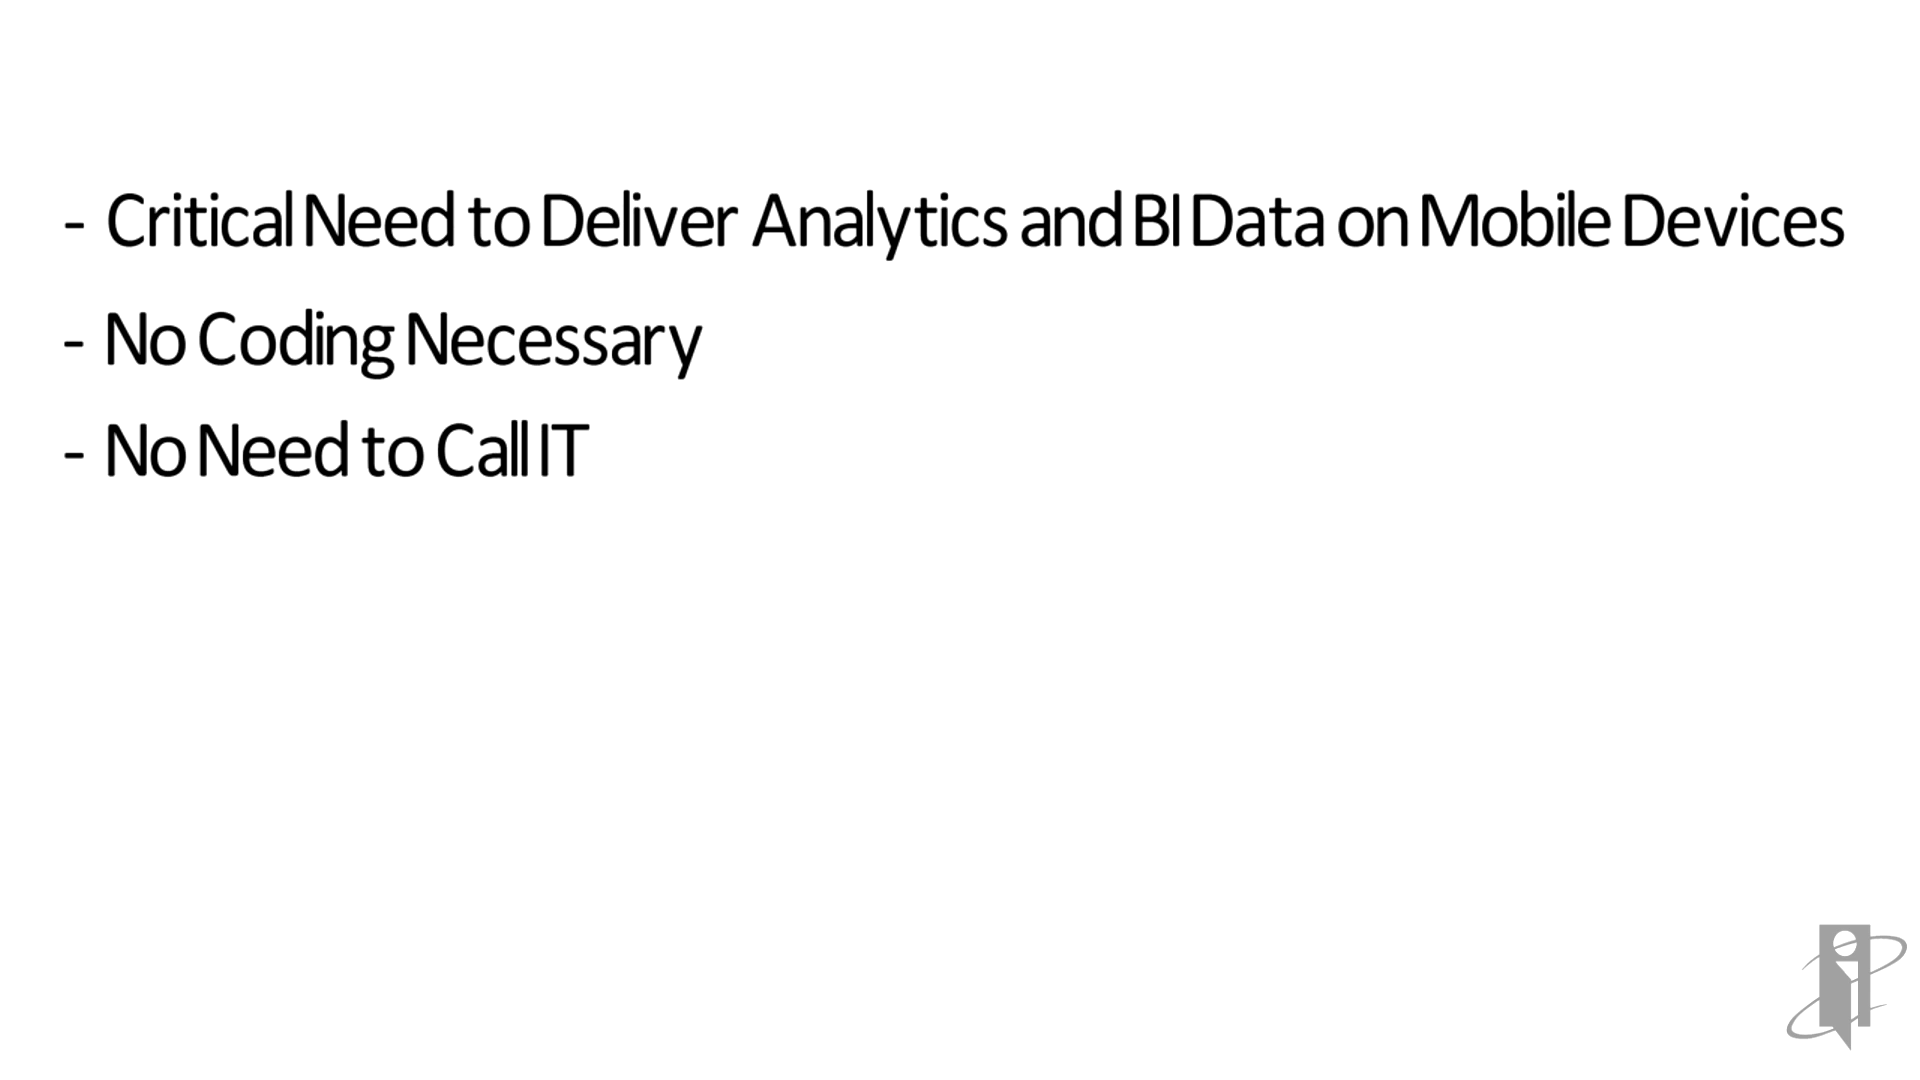 - Critical Need to Deliver Analytics and BI Data on Mobile Devices
- No Coding Necessary
- No Need to Call IT